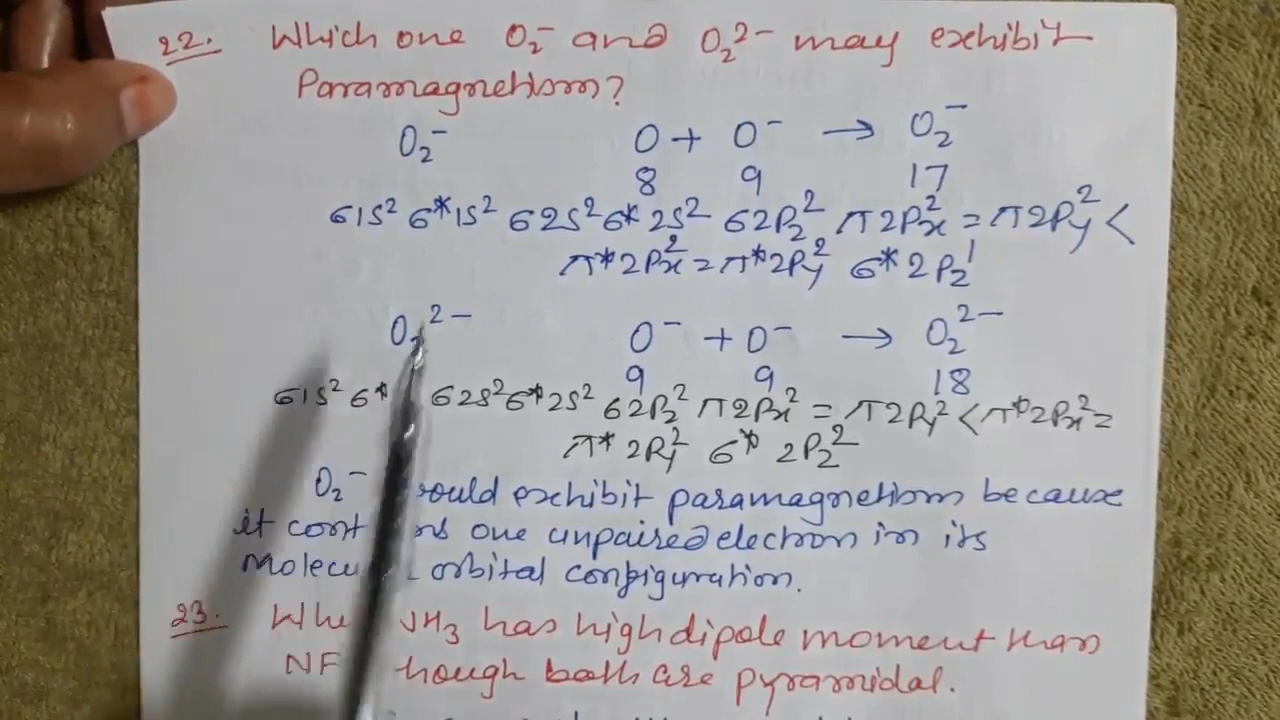 22. Which one O₂⁻ and O₂²⁻ may exhibit
Paramagnetism?
O₂⁻ O + O⁻ → O₂⁻
8 9 17
σ1s² σ*1s² σ2s² σ*2s² σ2Pz² π2Px² = π2Py² <
π*2Px² = π*2Py² σ*2Pz¹
O₂²⁻ O⁻ + O⁻ → O₂²⁻
9 9 18
σ1s² σ* σ2s² σ*2s² σ2Pz² π2Px² = π2Py² < π*2Px² =
π*2Py² σ*2Pz²
O₂⁻ would exhibit paramagnetism because
it contains one unpaired electron in its
Molecular orbital configuration.
23. NH3 has high dipole moment than
NF though both are pyramidal.